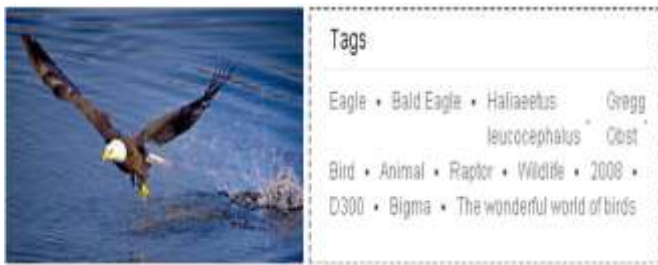 Tags
Eagle • Bald Eagle • Haliaeetus leucocephalus • Gregg Obst •
Bird • Animal • Raptor • Wildlife • 2008 •
D300 • Bigma • The wonderful world of birds